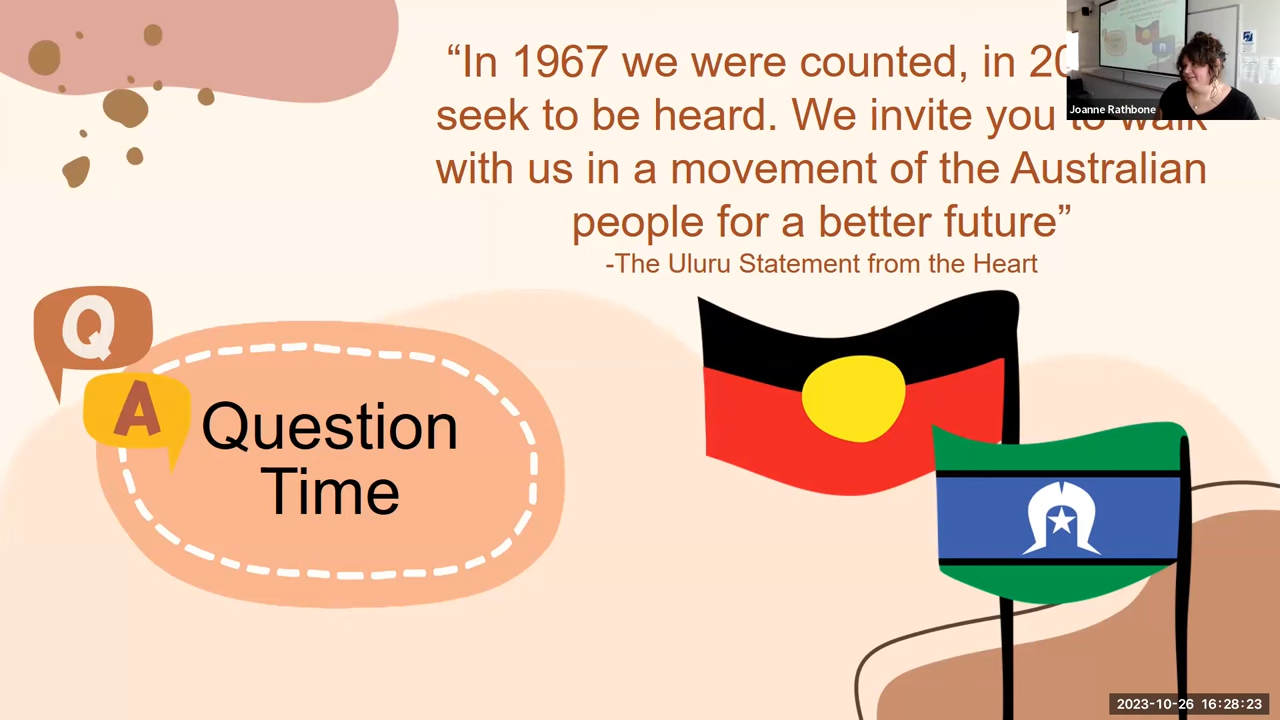 “In 1967 we were counted, in 20
seek to be heard. We invite you to walk
with us in a movement of the Australian
people for a better future”
-The Uluru Statement from the Heart
Joanne Rathbone
Q
A
Question
Time
2023-10-26 16:28:23